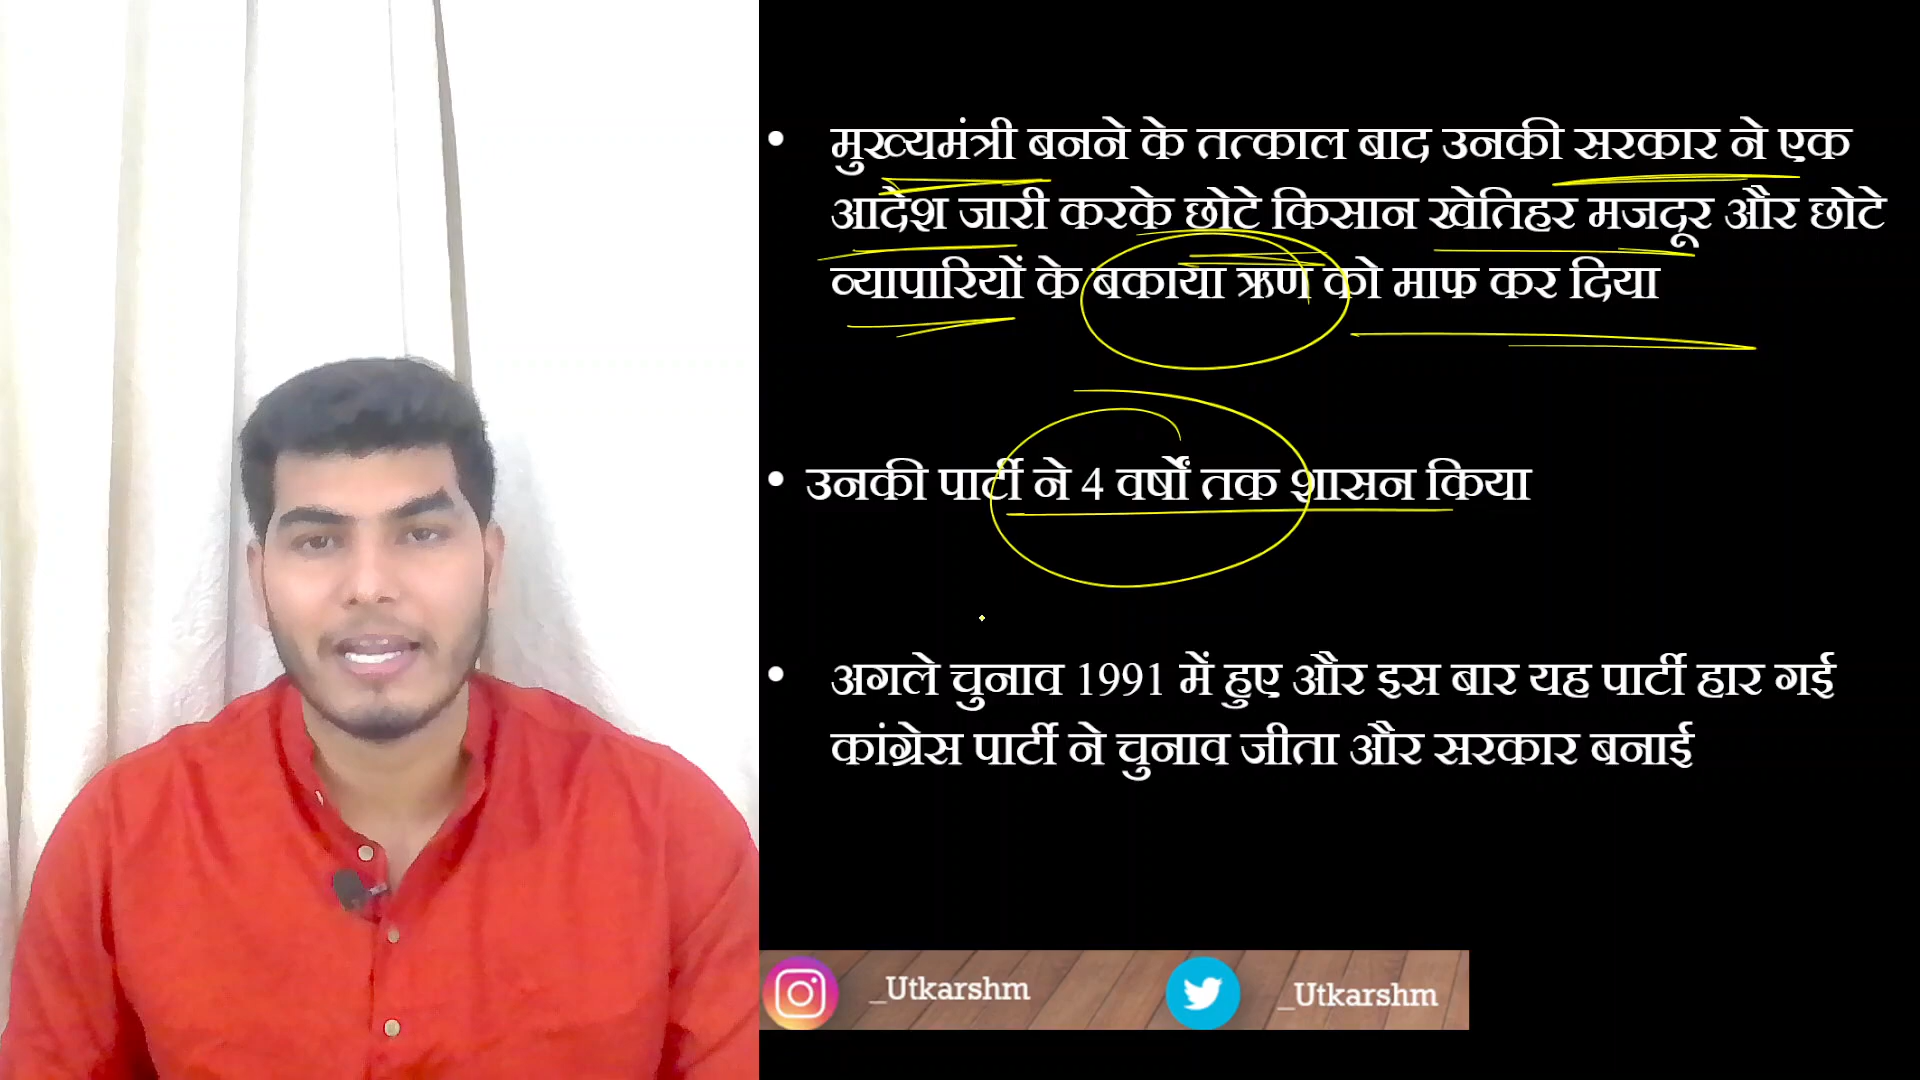 • मुख्यमंत्री बनने के तत्काल बाद उनकी सरकार ने एक
आदेश जारी करके छोटे किसान खेतिहर मजदूर और छोटे
व्यापारियों के बकाया ऋण को माफ कर दिया
• उनकी पार्टी ने 4 वर्षों तक शासन किया
• अगले चुनाव 1991 में हुए और इस बार यह पार्टी हार गई
कांग्रेस पार्टी ने चुनाव जीता और सरकार बनाई
_Utkarshm _Utkarshm